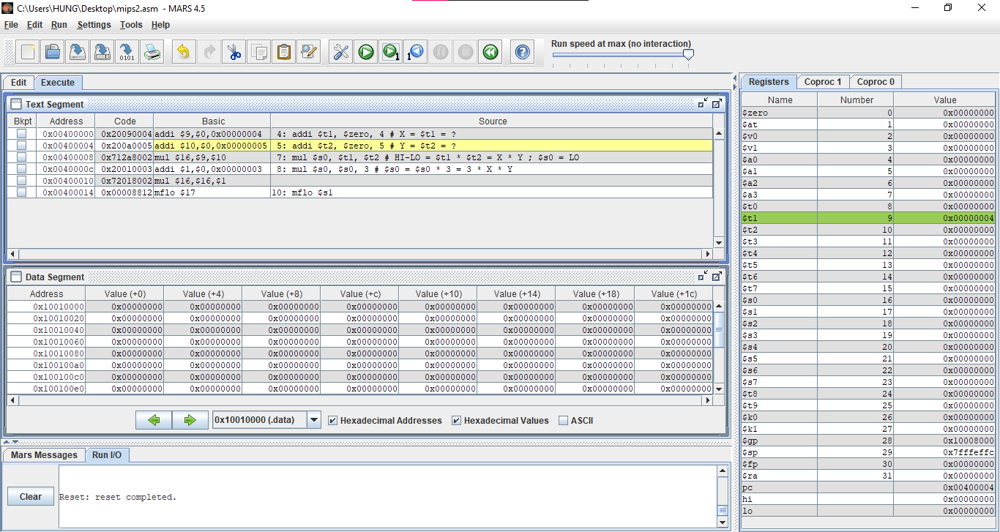 C:\Users\HUNG\Desktop\mips2.asm - MARS 4.5
File Edit Run Settings Tools Help
0101
1
1
Run speed at max (no interaction)
Edit Execute
Text Segment
Bkpt Address Code Basic Source
0x00400000 0x20090004 addi $9,$0,0x00000004 4: addi $t1, $zero, 4 # X = $t1 = ?
0x00400004 0x200a0005 addi $10,$0,0x00000005 5: addi $t2, $zero, 5 # Y = $t2 = ?
0x00400008 0x712a8002 mul $16,$9,$10 7: mul $s0, $t1, $t2 # HI-LO = $t1 * $t2 = X * Y ; $s0 = LO
0x0040000c 0x20010003 addi $1,$0,0x00000003 8: mul $s0, $s0, 3 # $s0 = $s0 * 3 = 3 * X * Y
0x00400010 0x72018002 mul $16,$16,$1
0x00400014 0x00008812 mflo $17 10: mflo $s1
Data Segment
Address Value (+0) Value (+4) Value (+8) Value (+c) Value (+10) Value (+14) Value (+18) Value (+1c)
0x10010000 0x00000000 0x00000000 0x00000000 0x00000000 0x00000000 0x00000000 0x00000000 0x00000000
0x10010020 0x00000000 0x00000000 0x00000000 0x00000000 0x00000000 0x00000000 0x00000000 0x00000000
0x10010040 0x00000000 0x00000000 0x00000000 0x00000000 0x00000000 0x00000000 0x00000000 0x00000000
0x10010060 0x00000000 0x00000000 0x00000000 0x00000000 0x00000000 0x00000000 0x00000000 0x00000000
0x10010080 0x00000000 0x00000000 0x00000000 0x00000000 0x00000000 0x00000000 0x00000000 0x00000000
0x100100a0 0x00000000 0x00000000 0x00000000 0x00000000 0x00000000 0x00000000 0x00000000 0x00000000
0x100100c0 0x00000000 0x00000000 0x00000000 0x00000000 0x00000000 0x00000000 0x00000000 0x00000000
0x100100e0 0x00000000 0x00000000 0x00000000 0x00000000 0x00000000 0x00000000 0x00000000 0x00000000
0x10010000 (.data) Hexadecimal Addresses Hexadecimal Values ASCII
Mars Messages Run I/O
Clear
Reset: reset completed.
Registers Coproc 1 Coproc 0
Name Number Value
$zero 0 0x00000000
$at 1 0x00000000
$v0 2 0x00000000
$v1 3 0x00000000
$a0 4 0x00000000
$a1 5 0x00000000
$a2 6 0x00000000
$a3 7 0x00000000
$t0 8 0x00000000
$t1 9 0x00000004
$t2 10 0x00000000
$t3 11 0x00000000
$t4 12 0x00000000
$t5 13 0x00000000
$t6 14 0x00000000
$t7 15 0x00000000
$s0 16 0x00000000
$s1 17 0x00000000
$s2 18 0x00000000
$s3 19 0x00000000
$s4 20 0x00000000
$s5 21 0x00000000
$s6 22 0x00000000
$s7 23 0x00000000
$t8 24 0x00000000
$t9 25 0x00000000
$k0 26 0x00000000
$k1 27 0x00000000
$gp 28 0x10008000
$sp 29 0x7fffeffc
$fp 30 0x00000000
$ra 31 0x00000000
pc 0x00400004
hi 0x00000000
lo 0x00000000